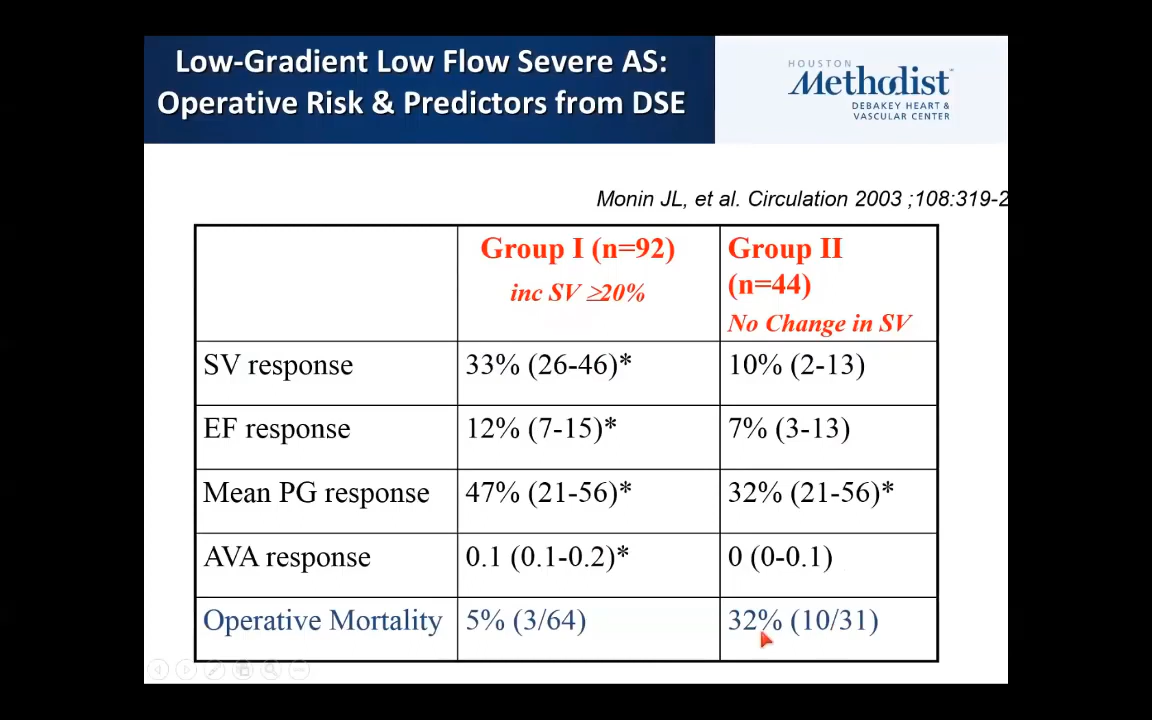 Low-Gradient Low Flow Severe AS:
Operative Risk & Predictors from DSE
HOUSTON
Methodist
DEBAKEY HEART &
VASCULAR CENTER
Monin JL, et al. Circulation 2003 ;108:319-2
Group I (n=92)
inc SV ≥20%
Group II
(n=44)
No Change in SV
SV response 33% (26-46)* 10% (2-13)
EF response 12% (7-15)* 7% (3-13)
Mean PG response 47% (21-56)* 32% (21-56)*
AVA response 0.1 (0.1-0.2)* 0 (0-0.1)
Operative Mortality 5% (3/64) 32% (10/31)